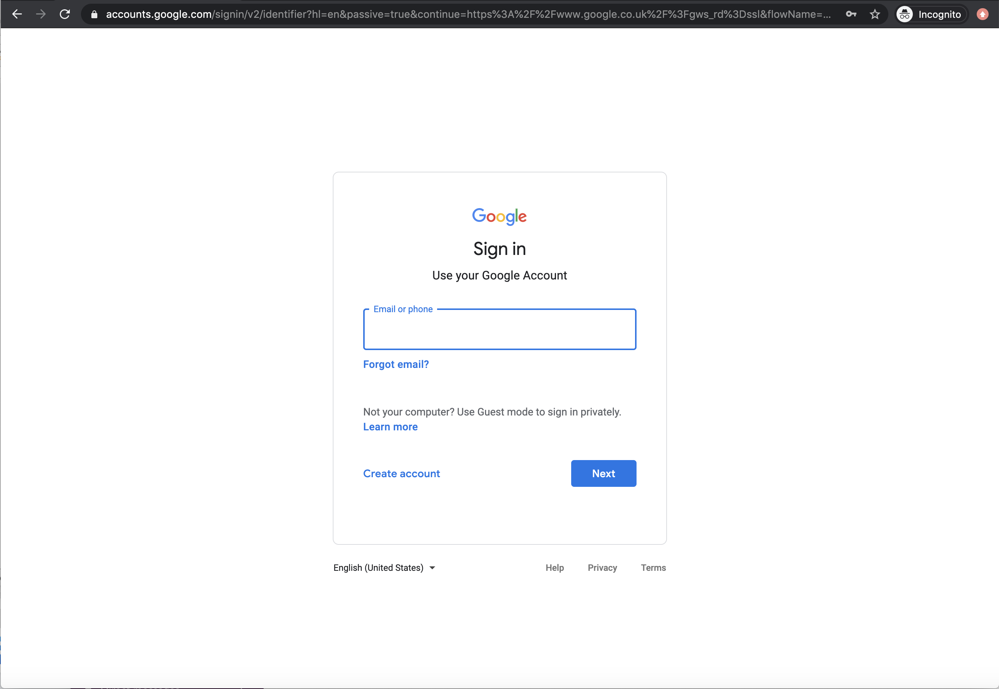 accounts.google.com/signin/v2/identifier?hl=en&passive=true&continue=https%3A%2F%2Fwww.google.co.uk%2F%3Fgws_rd%3Dssl&flowName=... Incognito
Google
Sign in
Use your Google Account
Email or phone
Forgot email?
Not your computer? Use Guest mode to sign in privately.
Learn more
Create account Next
English (United States) Help Privacy Terms